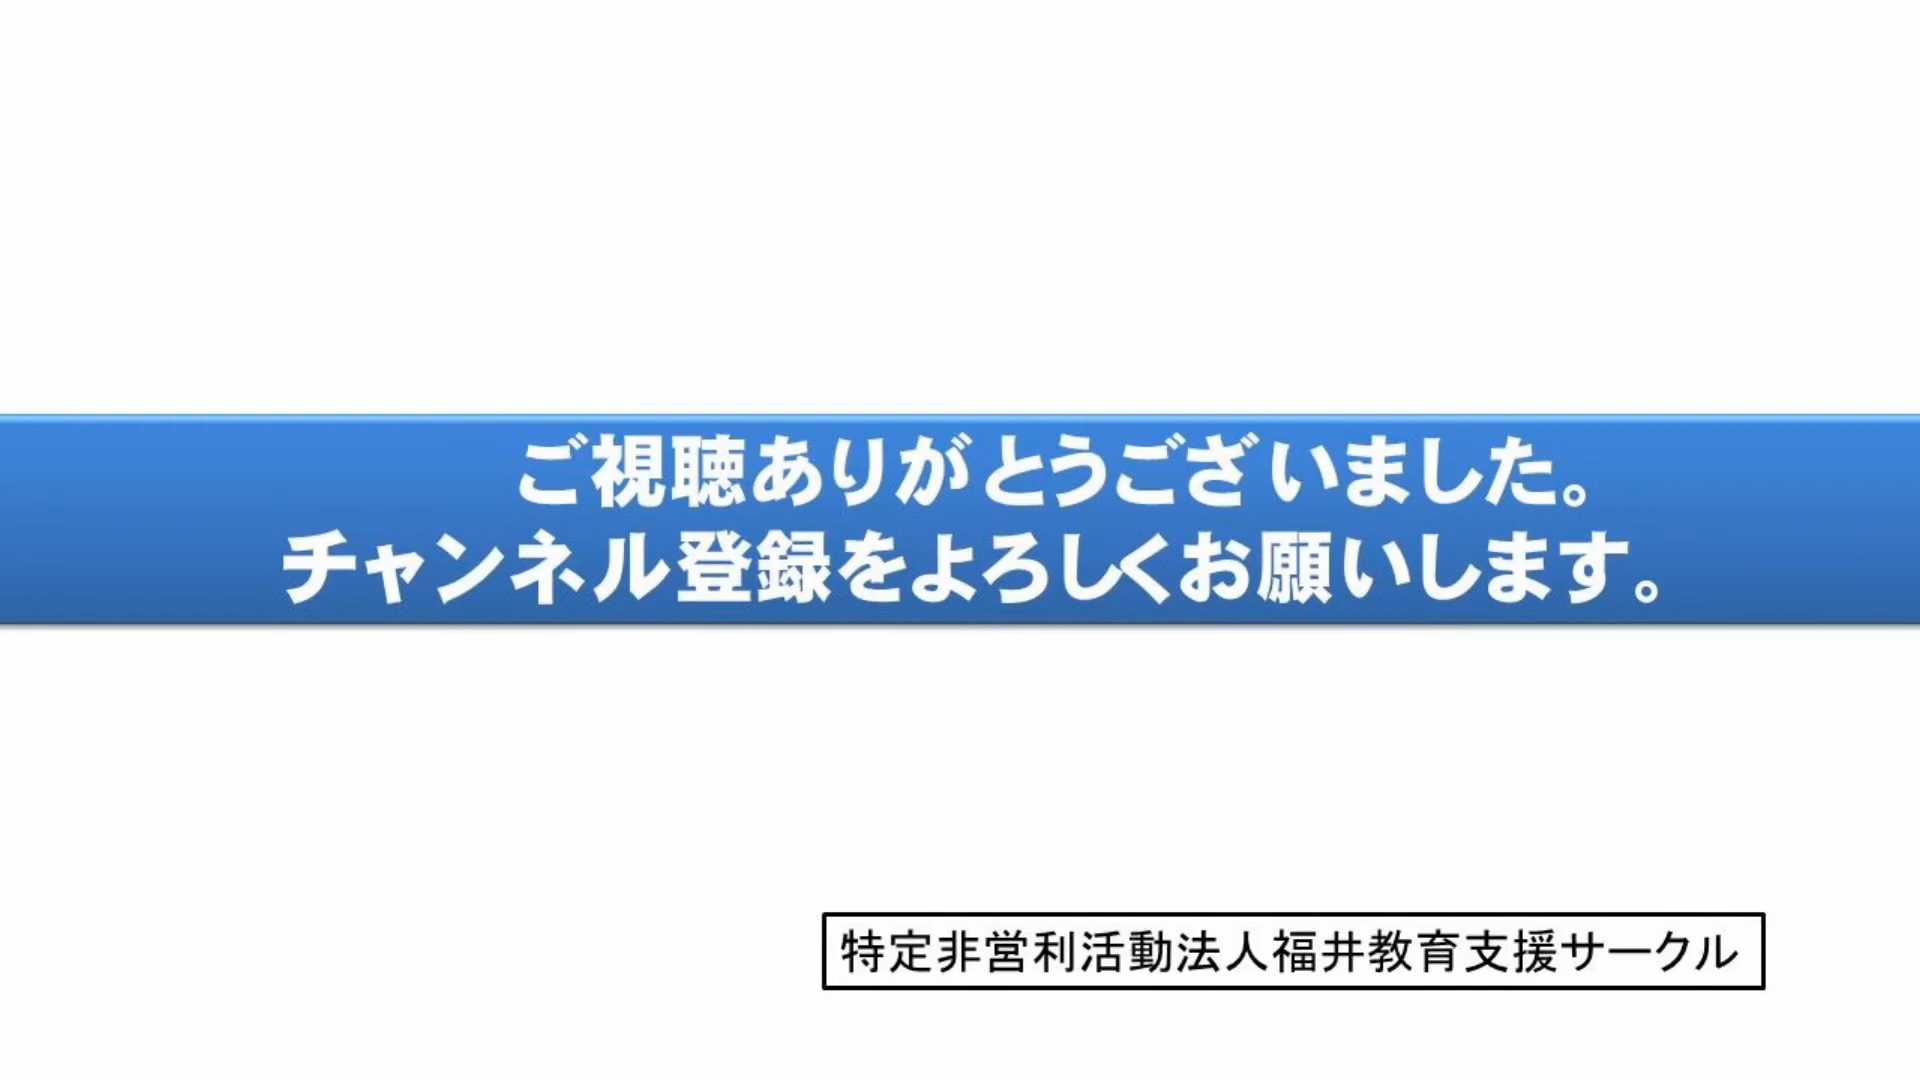 ご視聴ありがとうございました。
チャンネル登録をよろしくお願いします。
特定非営利活動法人福井教育支援サークル